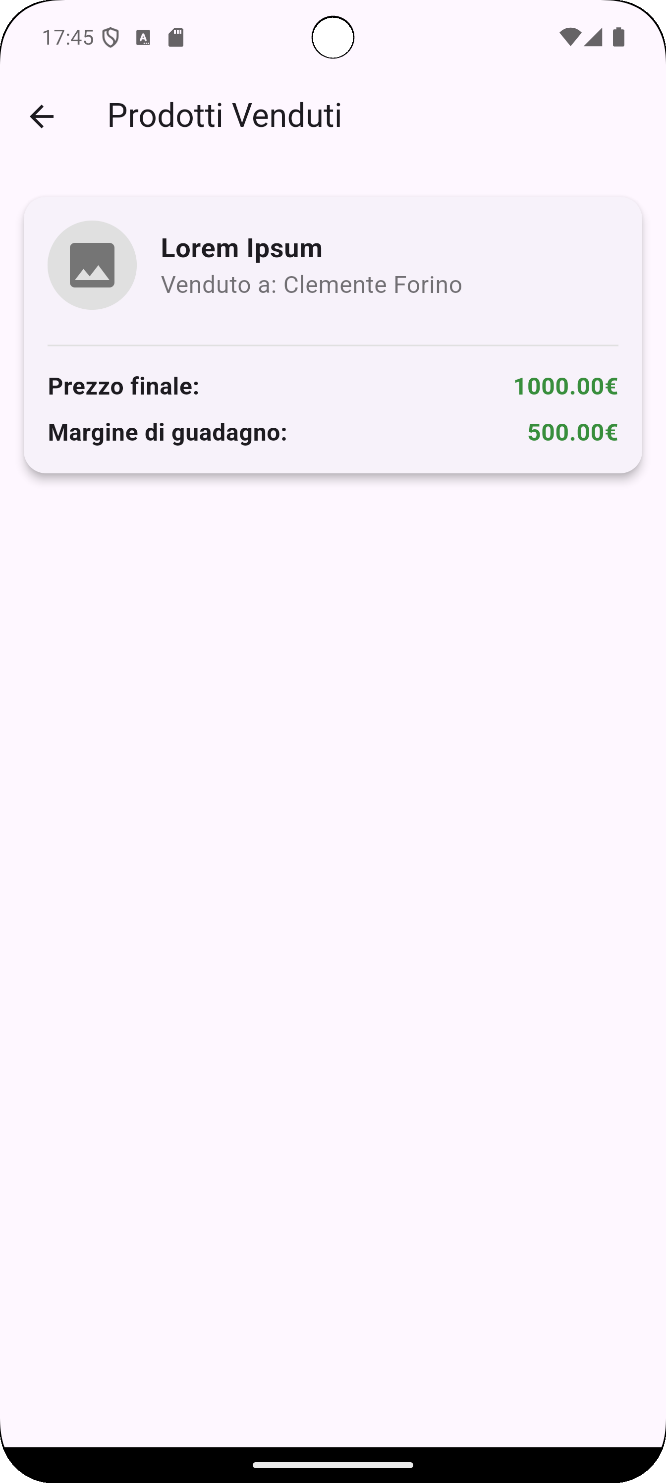 17:45
Prodotti Venduti
Lorem Ipsum
Venduto a: Clemente Forino
Prezzo finale: 1000.00€
Margine di guadagno: 500.00€